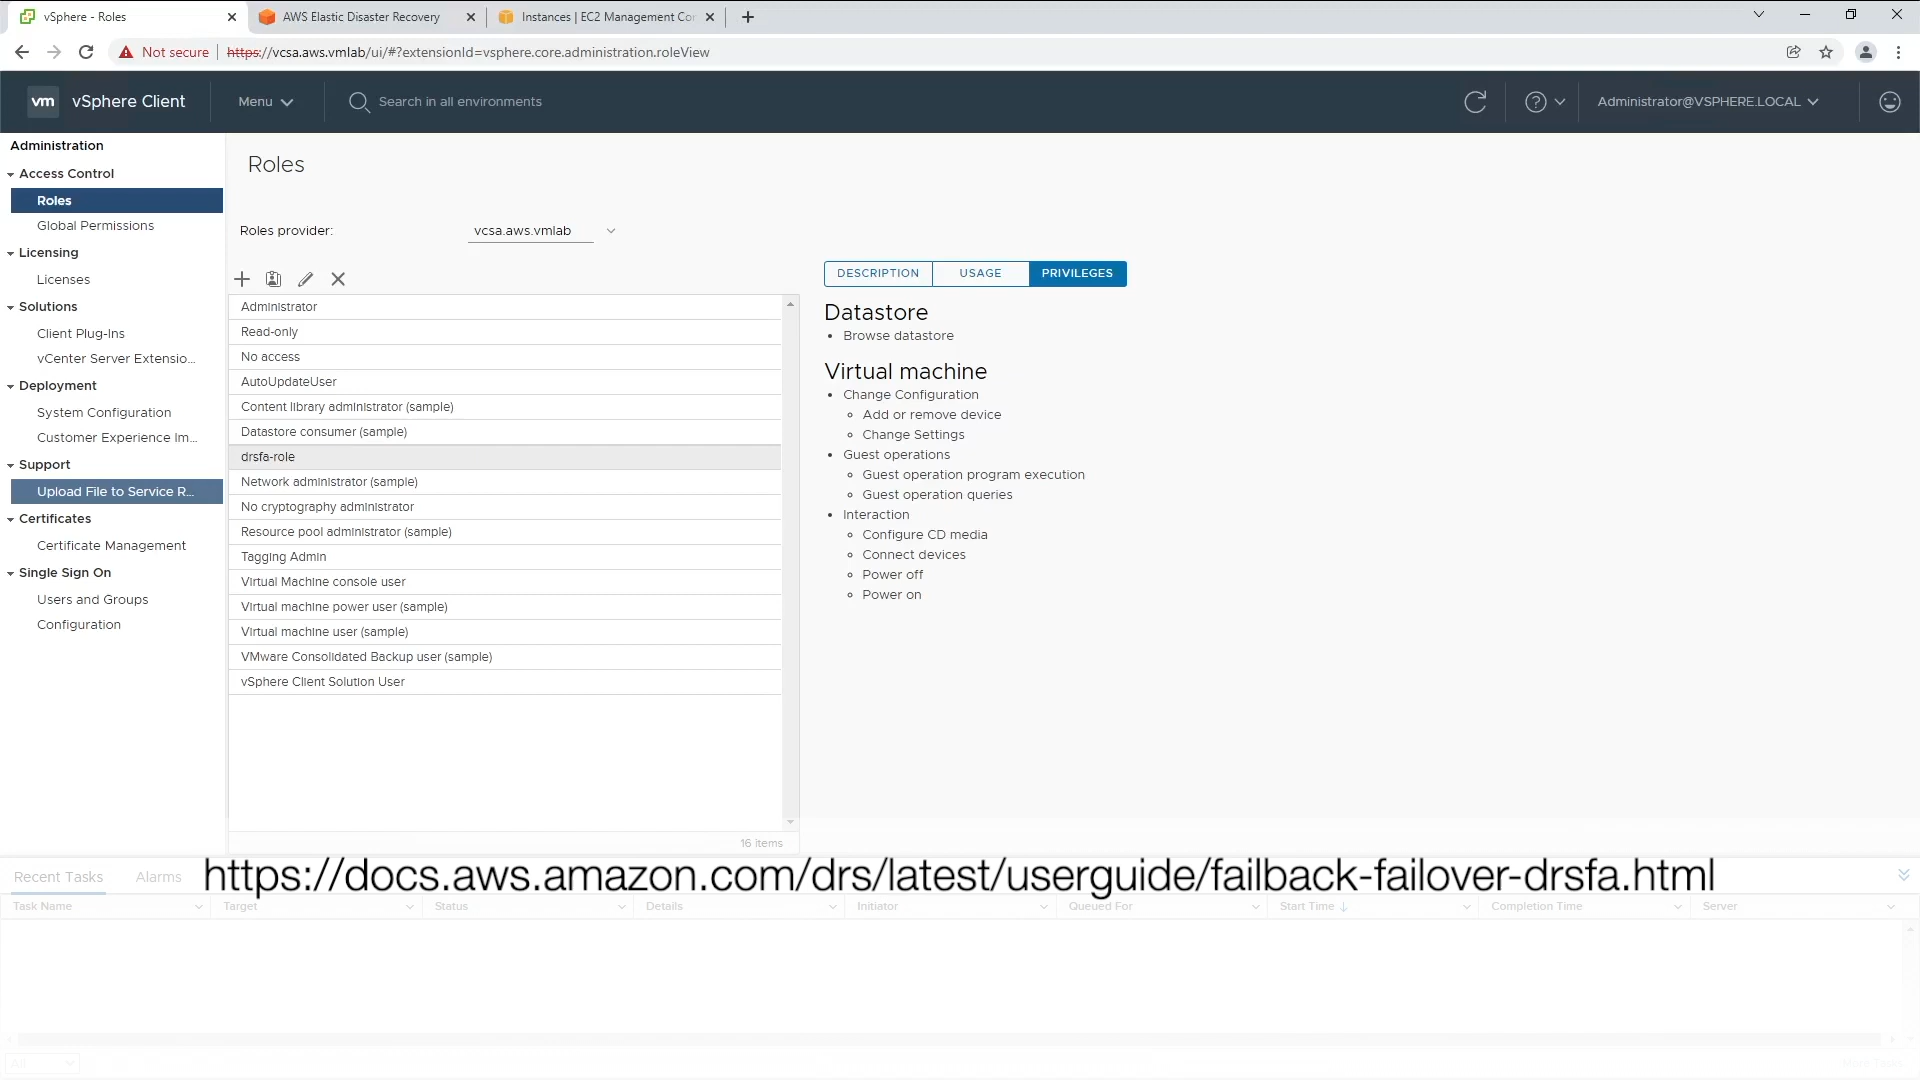 vSphere - Roles
AWS Elastic Disaster Recovery
Instances | EC2 Management Co
Not secure
https://vcsa.aws.vmlab/ui/#?extensionId=vsphere.core.administration.roleView
vm
vSphere Client
Menu
Search in all environments
Administrator@VSPHERE.LOCAL
Administration
Access Control
Roles
Global Permissions
Licensing
Licenses
Solutions
Client Plug-Ins
vCenter Server Extensio...
Deployment
System Configuration
Customer Experience Im...
Support
Upload File to Service R...
Certificates
Certificate Management
Single Sign On
Users and Groups
Configuration
Roles
Roles provider:
vcsa.aws.vmlab
Administrator
Read-only
No access
AutoUpdateUser
Content library administrator (sample)
Datastore consumer (sample)
drsfa-role
Network administrator (sample)
No cryptography administrator
Resource pool administrator (sample)
Tagging Admin
Virtual Machine console user
Virtual machine power user (sample)
Virtual machine user (sample)
VMware Consolidated Backup user (sample)
vSphere Client Solution User
16 items
DESCRIPTION
USAGE
PRIVILEGES
Datastore
Browse datastore
Virtual machine
Change Configuration
Add or remove device
Change Settings
Guest operations
Guest operation program execution
Guest operation queries
Interaction
Configure CD media
Connect devices
Power off
Power on
Recent Tasks
Alarms
https://docs.aws.amazon.com/drs/latest/userguide/failback-failover-drsfa.html
Task Name
Target
Status
Details
Initiator
Queued For
Start Time
Completion Time
Server
All